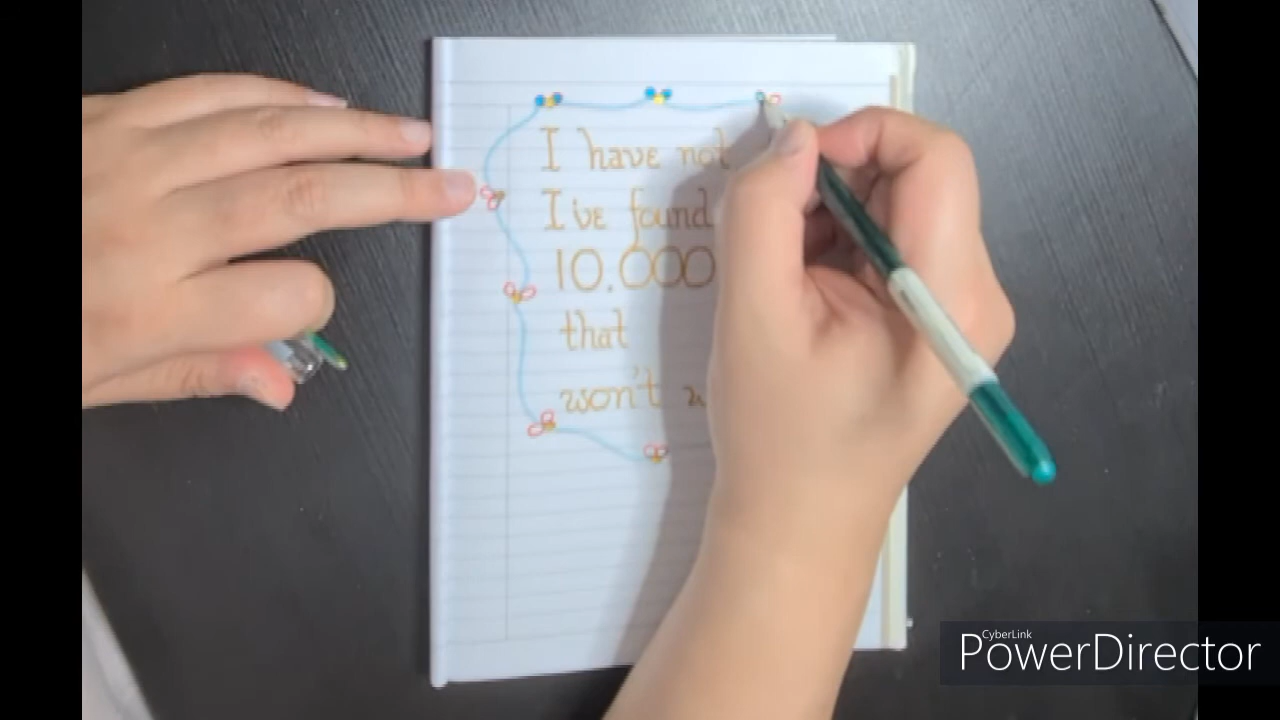 I have not
I've found
10.000
that
won't
CyberLink
PowerDirector